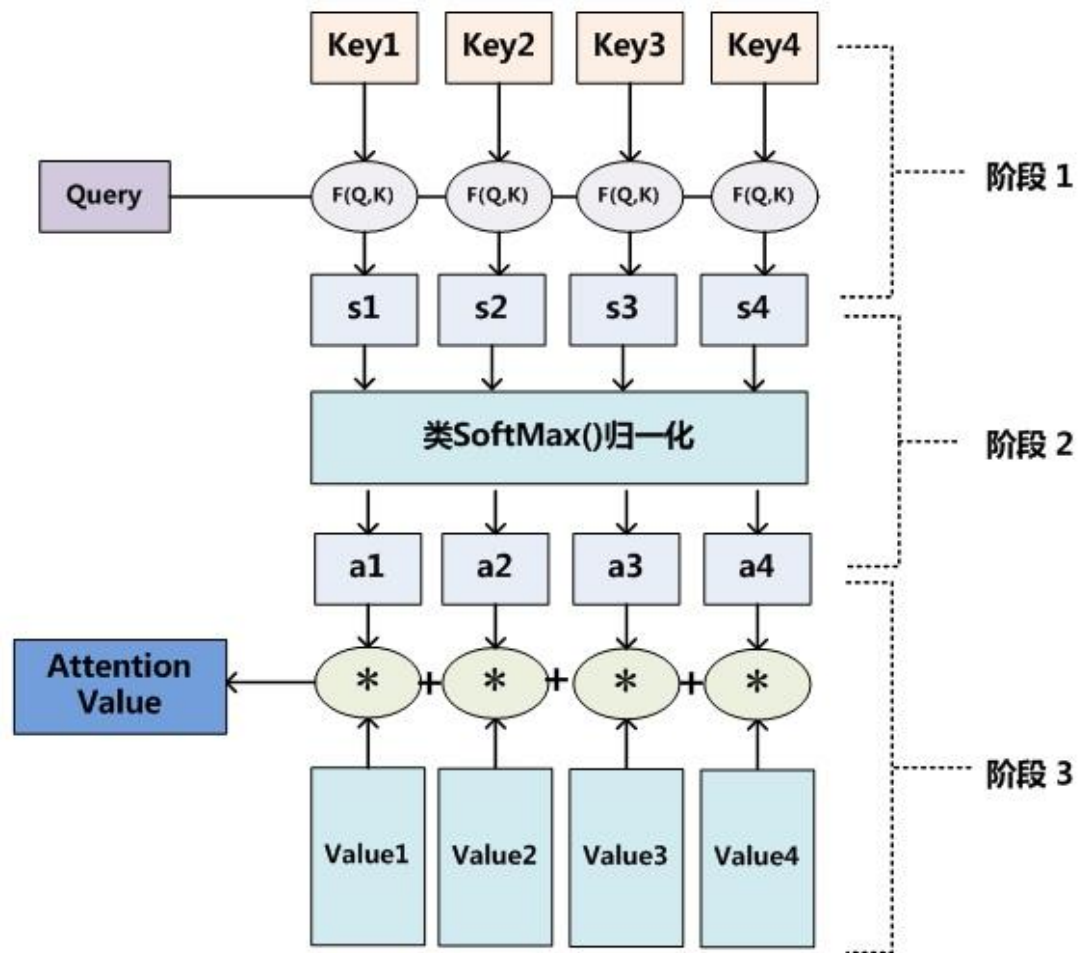 Key1
Key2
Key3
Key4
阶段 1
Query
F(Q,K)
F(Q,K)
F(Q,K)
F(Q,K)
s1
s2
s3
s4
类SoftMax()归一化
阶段 2
a1
a2
a3
a4
Attention
Value
*
+
*
+
*
+
*
阶段 3
Value1
Value2
Value3
Value4